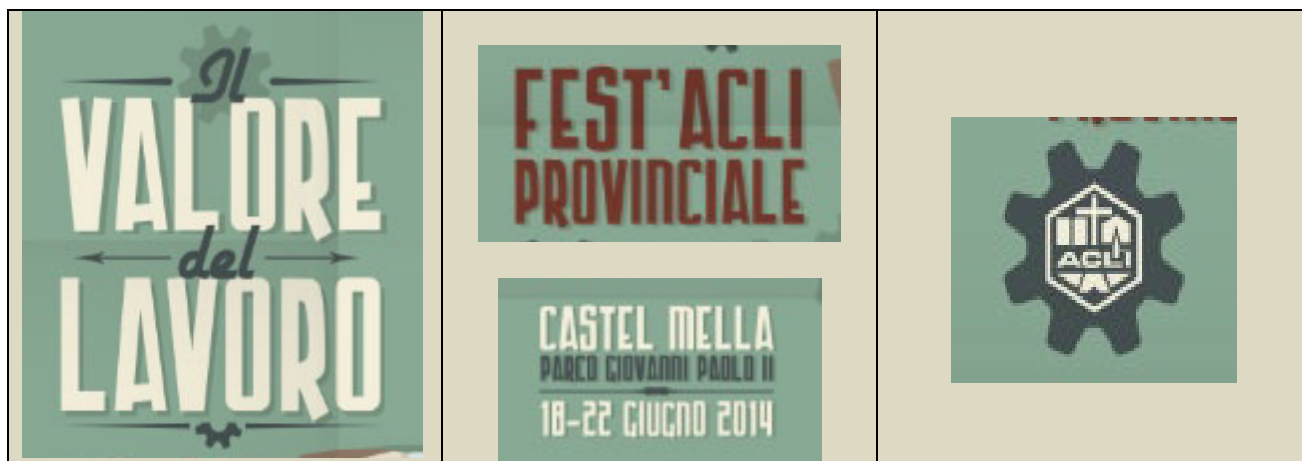 Il
VALORE
del
LAVORO
FEST'ACLI
PROVINCIALE
CASTEL MELLA
PARCO GIOVANNI PAOLO II
18-22 GIUGNO 2014
ACLI